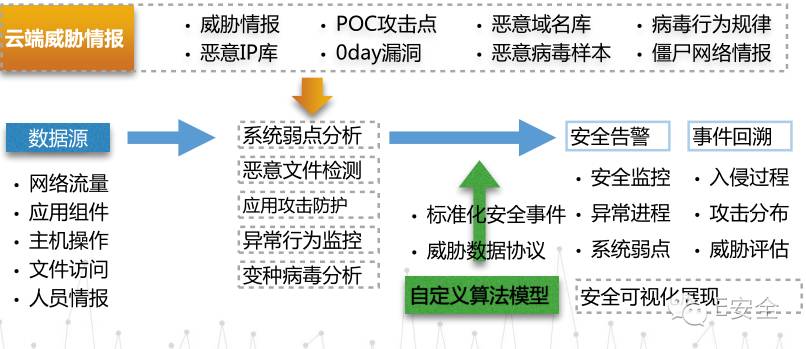 云端威胁情报
• 威胁情报 • POC攻击点 • 恶意域名库 • 病毒行为规律
• 恶意IP库 • 0day漏洞 • 恶意病毒样本 • 僵尸网络情报
数据源
• 网络流量
• 应用组件
• 主机操作
• 文件访问
• 人员情报
系统弱点分析
恶意文件检测
应用攻击防护
异常行为监控
变种病毒分析
• 标准化安全事件
• 威胁数据协议
自定义算法模型
安全告警
• 安全监控
• 异常进程
• 系统弱点
事件回溯
• 入侵过程
• 攻击分布
• 威胁评估
安全可视化展现
E安全